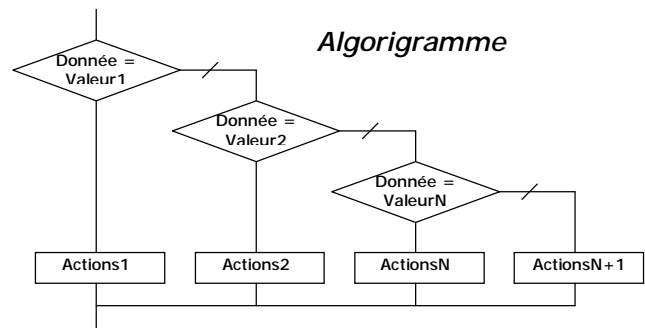 Algorigramme
Donnée =
Valeur1
Donnée =
Valeur2
Donnée =
ValeurN
Actions1
Actions2
ActionsN
ActionsN+1